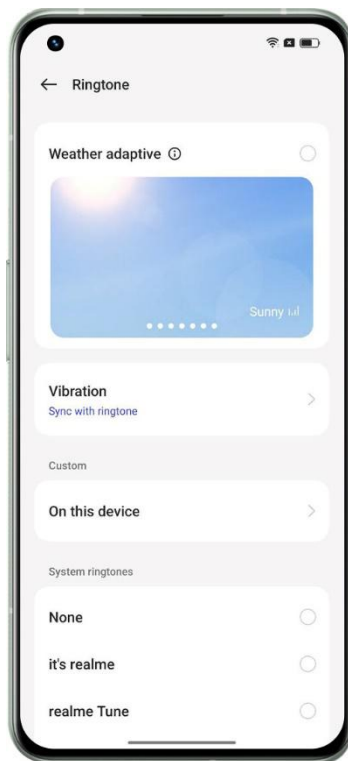 Ringtone
Weather adaptive
Sunny
Vibration
Sync with ringtone
Custom
On this device
System ringtones
None
it's realme
realme Tune